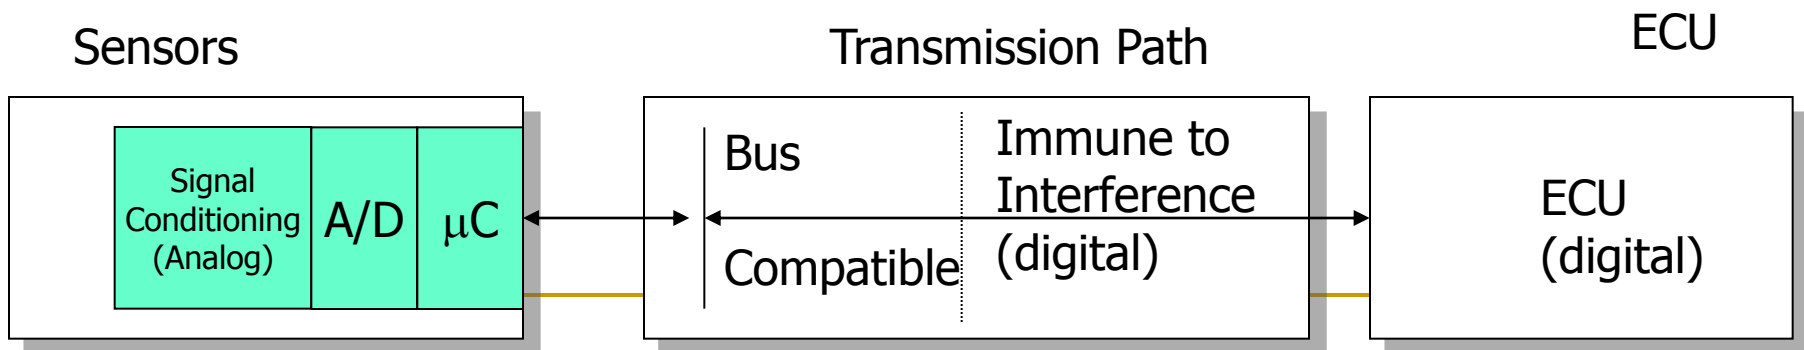 Sensors
Transmission Path
ECU
Signal
Conditioning
(Analog)
A/D
μC
Bus
Compatible
Immune to
Interference
(digital)
ECU
(digital)